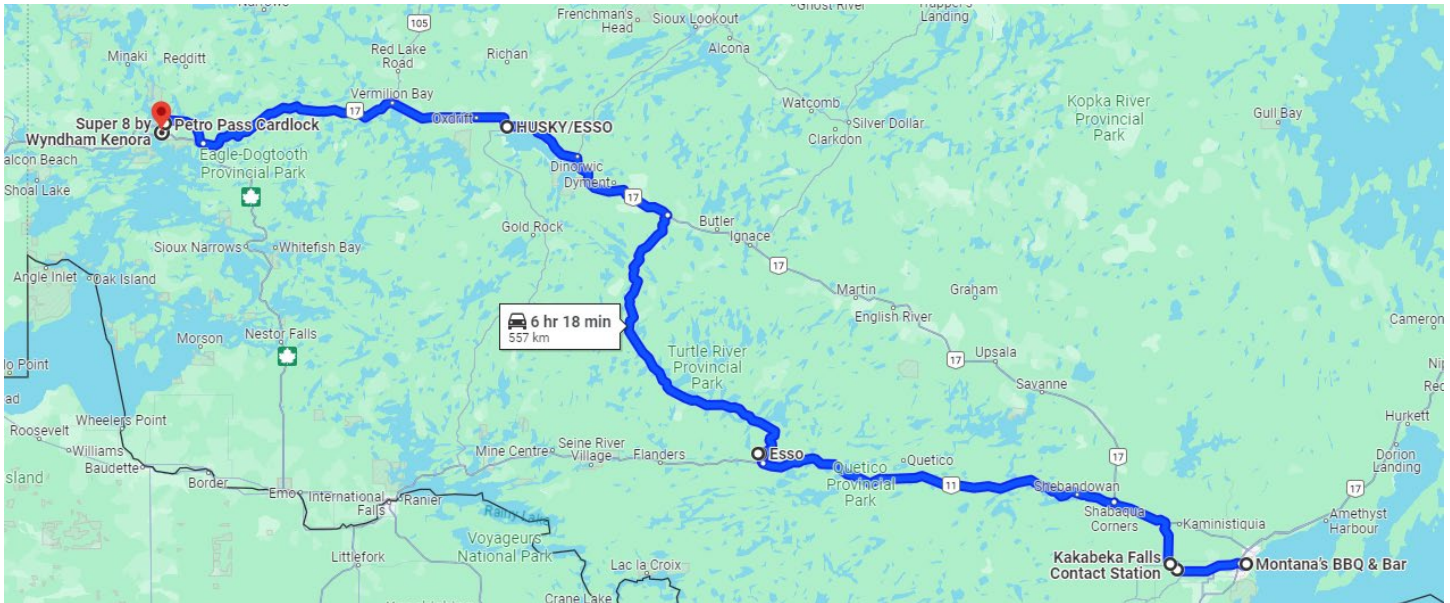 Ghost River
Tupper's
Landing
105
Frenchman's
Head
Sioux Lookout
Red Lake
Road
Richan
Alcona
Minaki
Redditt
Vermilion Bay
17
Oxdrift
Watcomb
Silver Dollar
Clarkdon
Kopka River
Provincial
Park
Gull Bay
Super 8 by
Wyndham Kenora
Petro Pass Cardlock
HUSKY/ESSO
Falcon Beach
Shoal Lake
Eagle-Dogtooth
Provincial Park
Dinorwic
Dyment
17
Butler
Ignace
Gold Rock
Sioux Narrows
Whitefish Bay
17
Angle Inlet
Oak Island
Martin
Graham
English River
6 hr 18 min
557 km
Morson
Nestor Falls
Turtle River
Provincial
Park
17
Upsala
Savanne
Cameron
Wheelers Point
Roosevelt
Williams
Baudette
Mine Centre
Seine River
Village
Flanders
Esso
Quetico
Quetico
Provincial
Park
11
Shebandowan
17
Hurkett
Dorion
Landing
Border
Emo
International
Falls
Ranier
Rainy Lake
Shabaqua
Corners
Kaministiquia
17
Amethyst
Harbour
Littlefork
Voyageurs
National Park
Lac la Croix
Crane Lake
Kakabeka Falls
Contact Station
Montana's BBQ & Bar